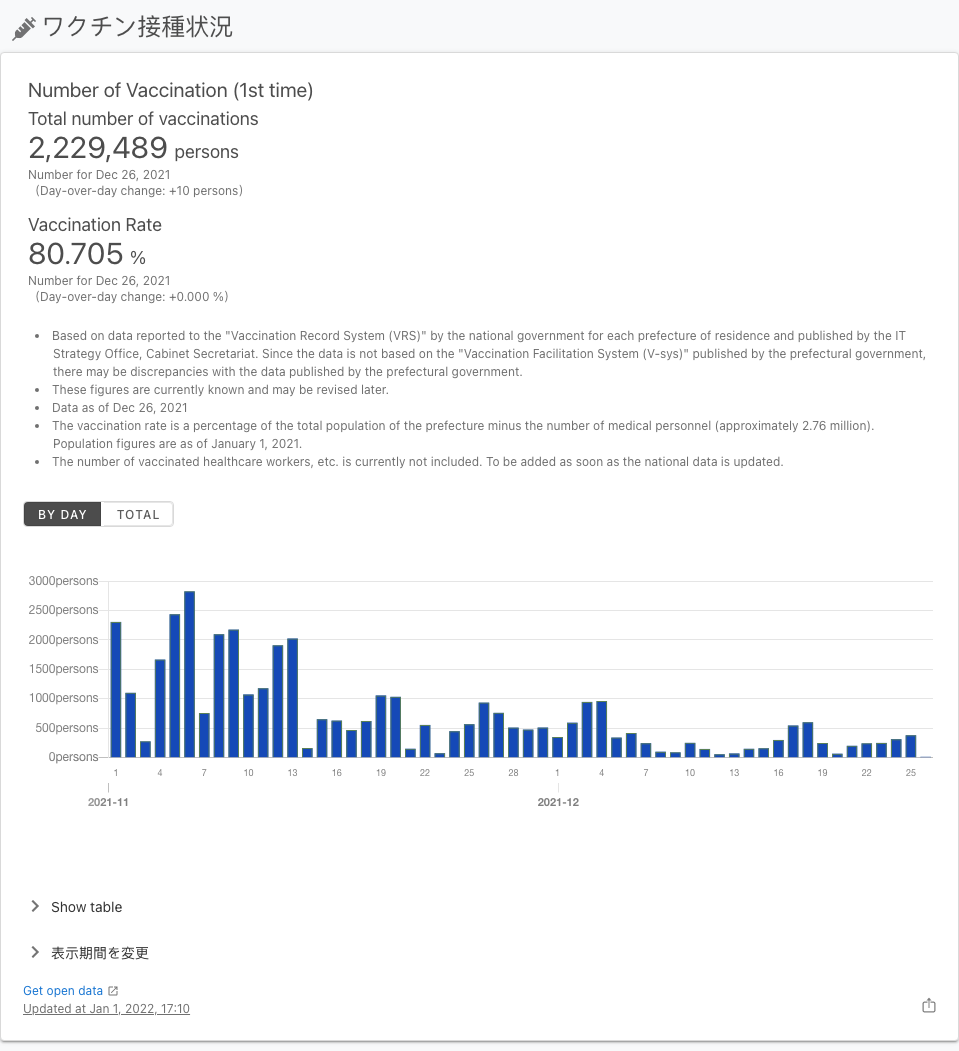 ワクチン接種状況
Number of Vaccination (1st time)
Total number of vaccinations
2,229,489 persons
Number for Dec 26, 2021
(Day-over-day change: +10 persons)
Vaccination Rate
80.705 %
Number for Dec 26, 2021
(Day-over-day change: +0.000 %)
• Based on data reported to the "Vaccination Record System (VRS)" by the national government for each prefecture of residence and published by the IT
Strategy Office, Cabinet Secretariat. Since the data is not based on the "Vaccination Facilitation System (V-sys)" published by the prefectural government,
there may be discrepancies with the data published by the prefectural government.
• These figures are currently known and may be revised later.
• Data as of Dec 26, 2021
• The vaccination rate is a percentage of the total population of the prefecture minus the number of medical personnel (approximately 2.76 million).
Population figures are as of January 1, 2021.
• The number of vaccinated healthcare workers, etc. is currently not included. To be added as soon as the national data is updated.
BY DAY TOTAL
3000persons
2500persons
2000persons
1500persons
1000persons
500persons
0persons
1 4 7 10 13 16 19 22 25 28 1 4 7 10 13 16 19 22 25
2021-11 2021-12
Show table
表示期間を変更
Get open data
Updated at Jan 1, 2022, 17:10